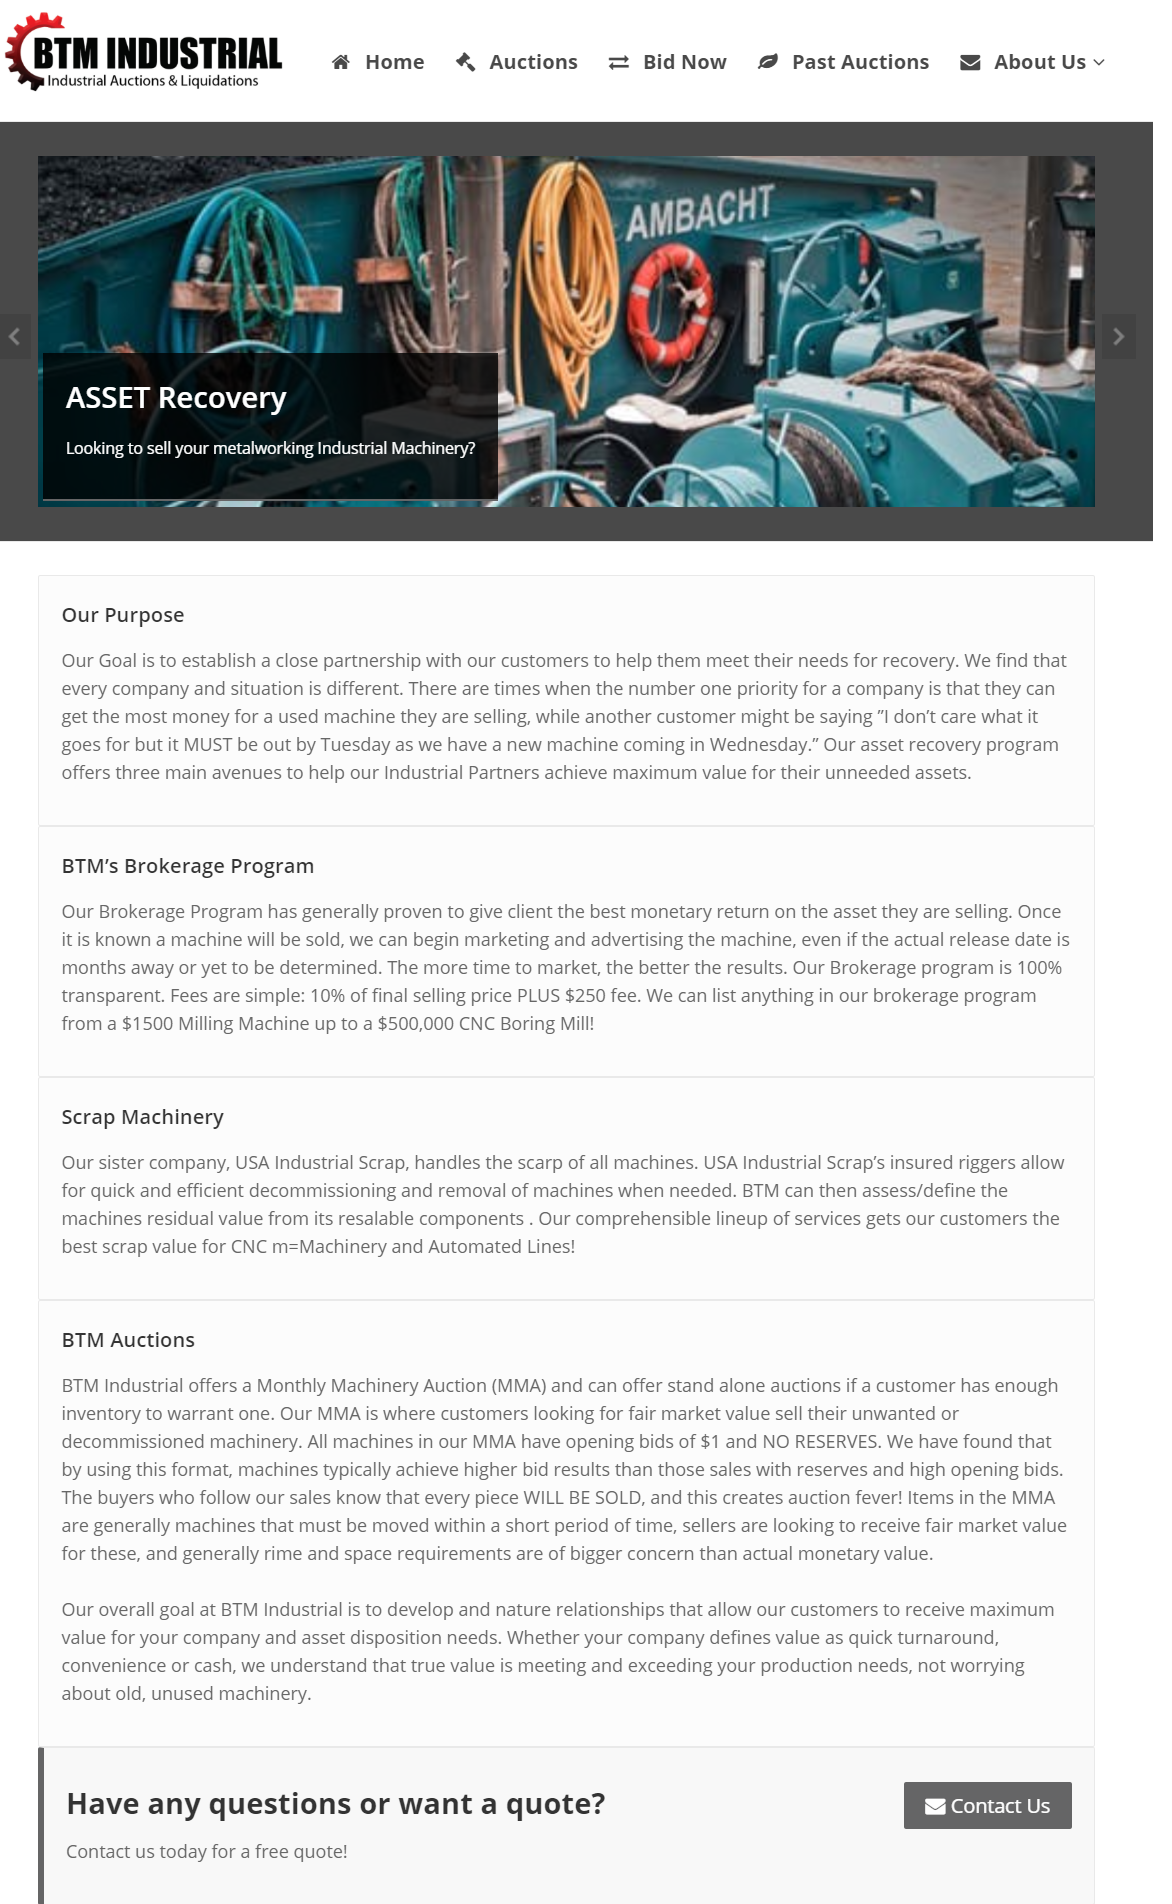 BTM INDUSTRIAL
Industrial Auctions & Liquidations
Home
Auctions
Bid Now
Past Auctions
About Us
AMBACHT
ASSET Recovery
Looking to sell your metalworking Industrial Machinery?
Our Purpose
Our Goal is to establish a close partnership with our customers to help them meet their needs for recovery. We find that
every company and situation is different. There are times when the number one priority for a company is that they can
get the most money for a used machine they are selling, while another customer might be saying ”I don’t care what it
goes for but it MUST be out by Tuesday as we have a new machine coming in Wednesday.” Our asset recovery program
offers three main avenues to help our Industrial Partners achieve maximum value for their unneeded assets.
BTM’s Brokerage Program
Our Brokerage Program has generally proven to give client the best monetary return on the asset they are selling. Once
it is known a machine will be sold, we can begin marketing and advertising the machine, even if the actual release date is
months away or yet to be determined. The more time to market, the better the results. Our Brokerage program is 100%
transparent. Fees are simple: 10% of final selling price PLUS $250 fee. We can list anything in our brokerage program
from a $1500 Milling Machine up to a $500,000 CNC Boring Mill!
Scrap Machinery
Our sister company, USA Industrial Scrap, handles the scarp of all machines. USA Industrial Scrap’s insured riggers allow
for quick and efficient decommissioning and removal of machines when needed. BTM can then assess/define the
machines residual value from its resalable components . Our comprehensible lineup of services gets our customers the
best scrap value for CNC m=Machinery and Automated Lines!
BTM Auctions
BTM Industrial offers a Monthly Machinery Auction (MMA) and can offer stand alone auctions if a customer has enough
inventory to warrant one. Our MMA is where customers looking for fair market value sell their unwanted or
decommissioned machinery. All machines in our MMA have opening bids of $1 and NO RESERVES. We have found that
by using this format, machines typically achieve higher bid results than those sales with reserves and high opening bids.
The buyers who follow our sales know that every piece WILL BE SOLD, and this creates auction fever! Items in the MMA
are generally machines that must be moved within a short period of time, sellers are looking to receive fair market value
for these, and generally rime and space requirements are of bigger concern than actual monetary value.
Our overall goal at BTM Industrial is to develop and nature relationships that allow our customers to receive maximum
value for your company and asset disposition needs. Whether your company defines value as quick turnaround,
convenience or cash, we understand that true value is meeting and exceeding your production needs, not worrying
about old, unused machinery.
Have any questions or want a quote?
Contact Us
Contact us today for a free quote!